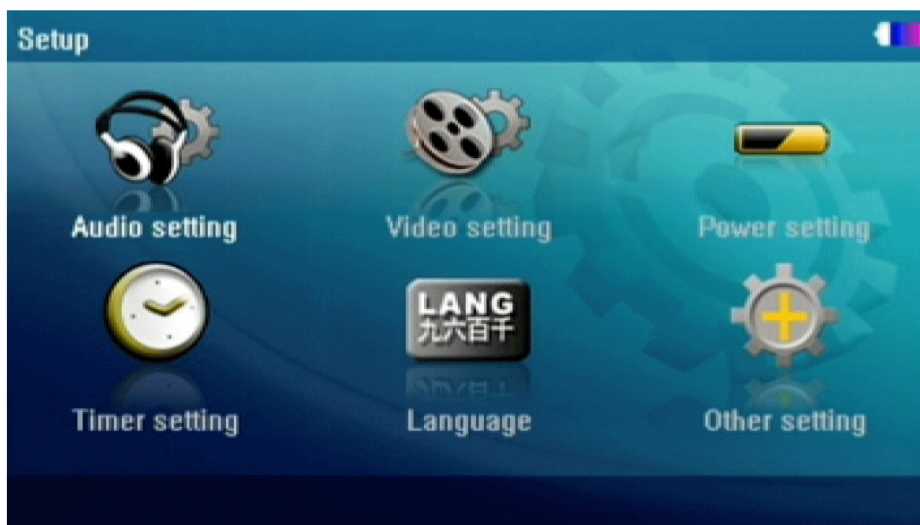 Setup
Audio setting
Video setting
Power setting
LANG
九六百千
Timer setting
Language
Other setting